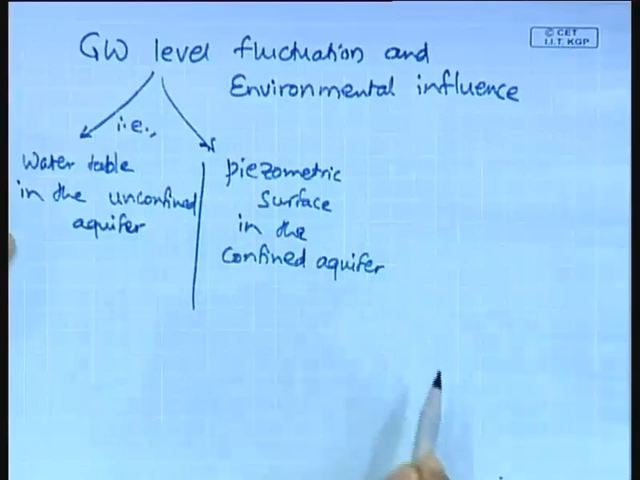 GW level fluctuation and
Environmental influence
© CET
I.I.T. KGP
i.e.,
Water table
in the unconfined
aquifer
piezometric
surface
in the
confined aquifer